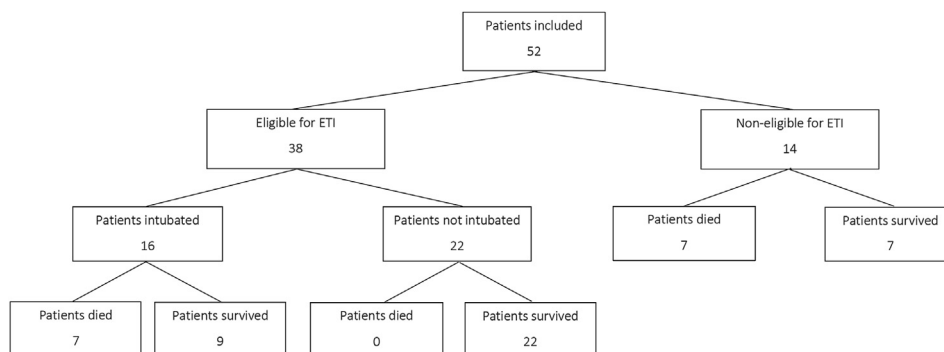 Patients included
52
Eligible for ETI
38
Non-eligible for ETI
14
Patients intubated
16
Patients not intubated
22
Patients died
7
Patients survived
7
Patients died
7
Patients survived
9
Patients died
0
Patients survived
22